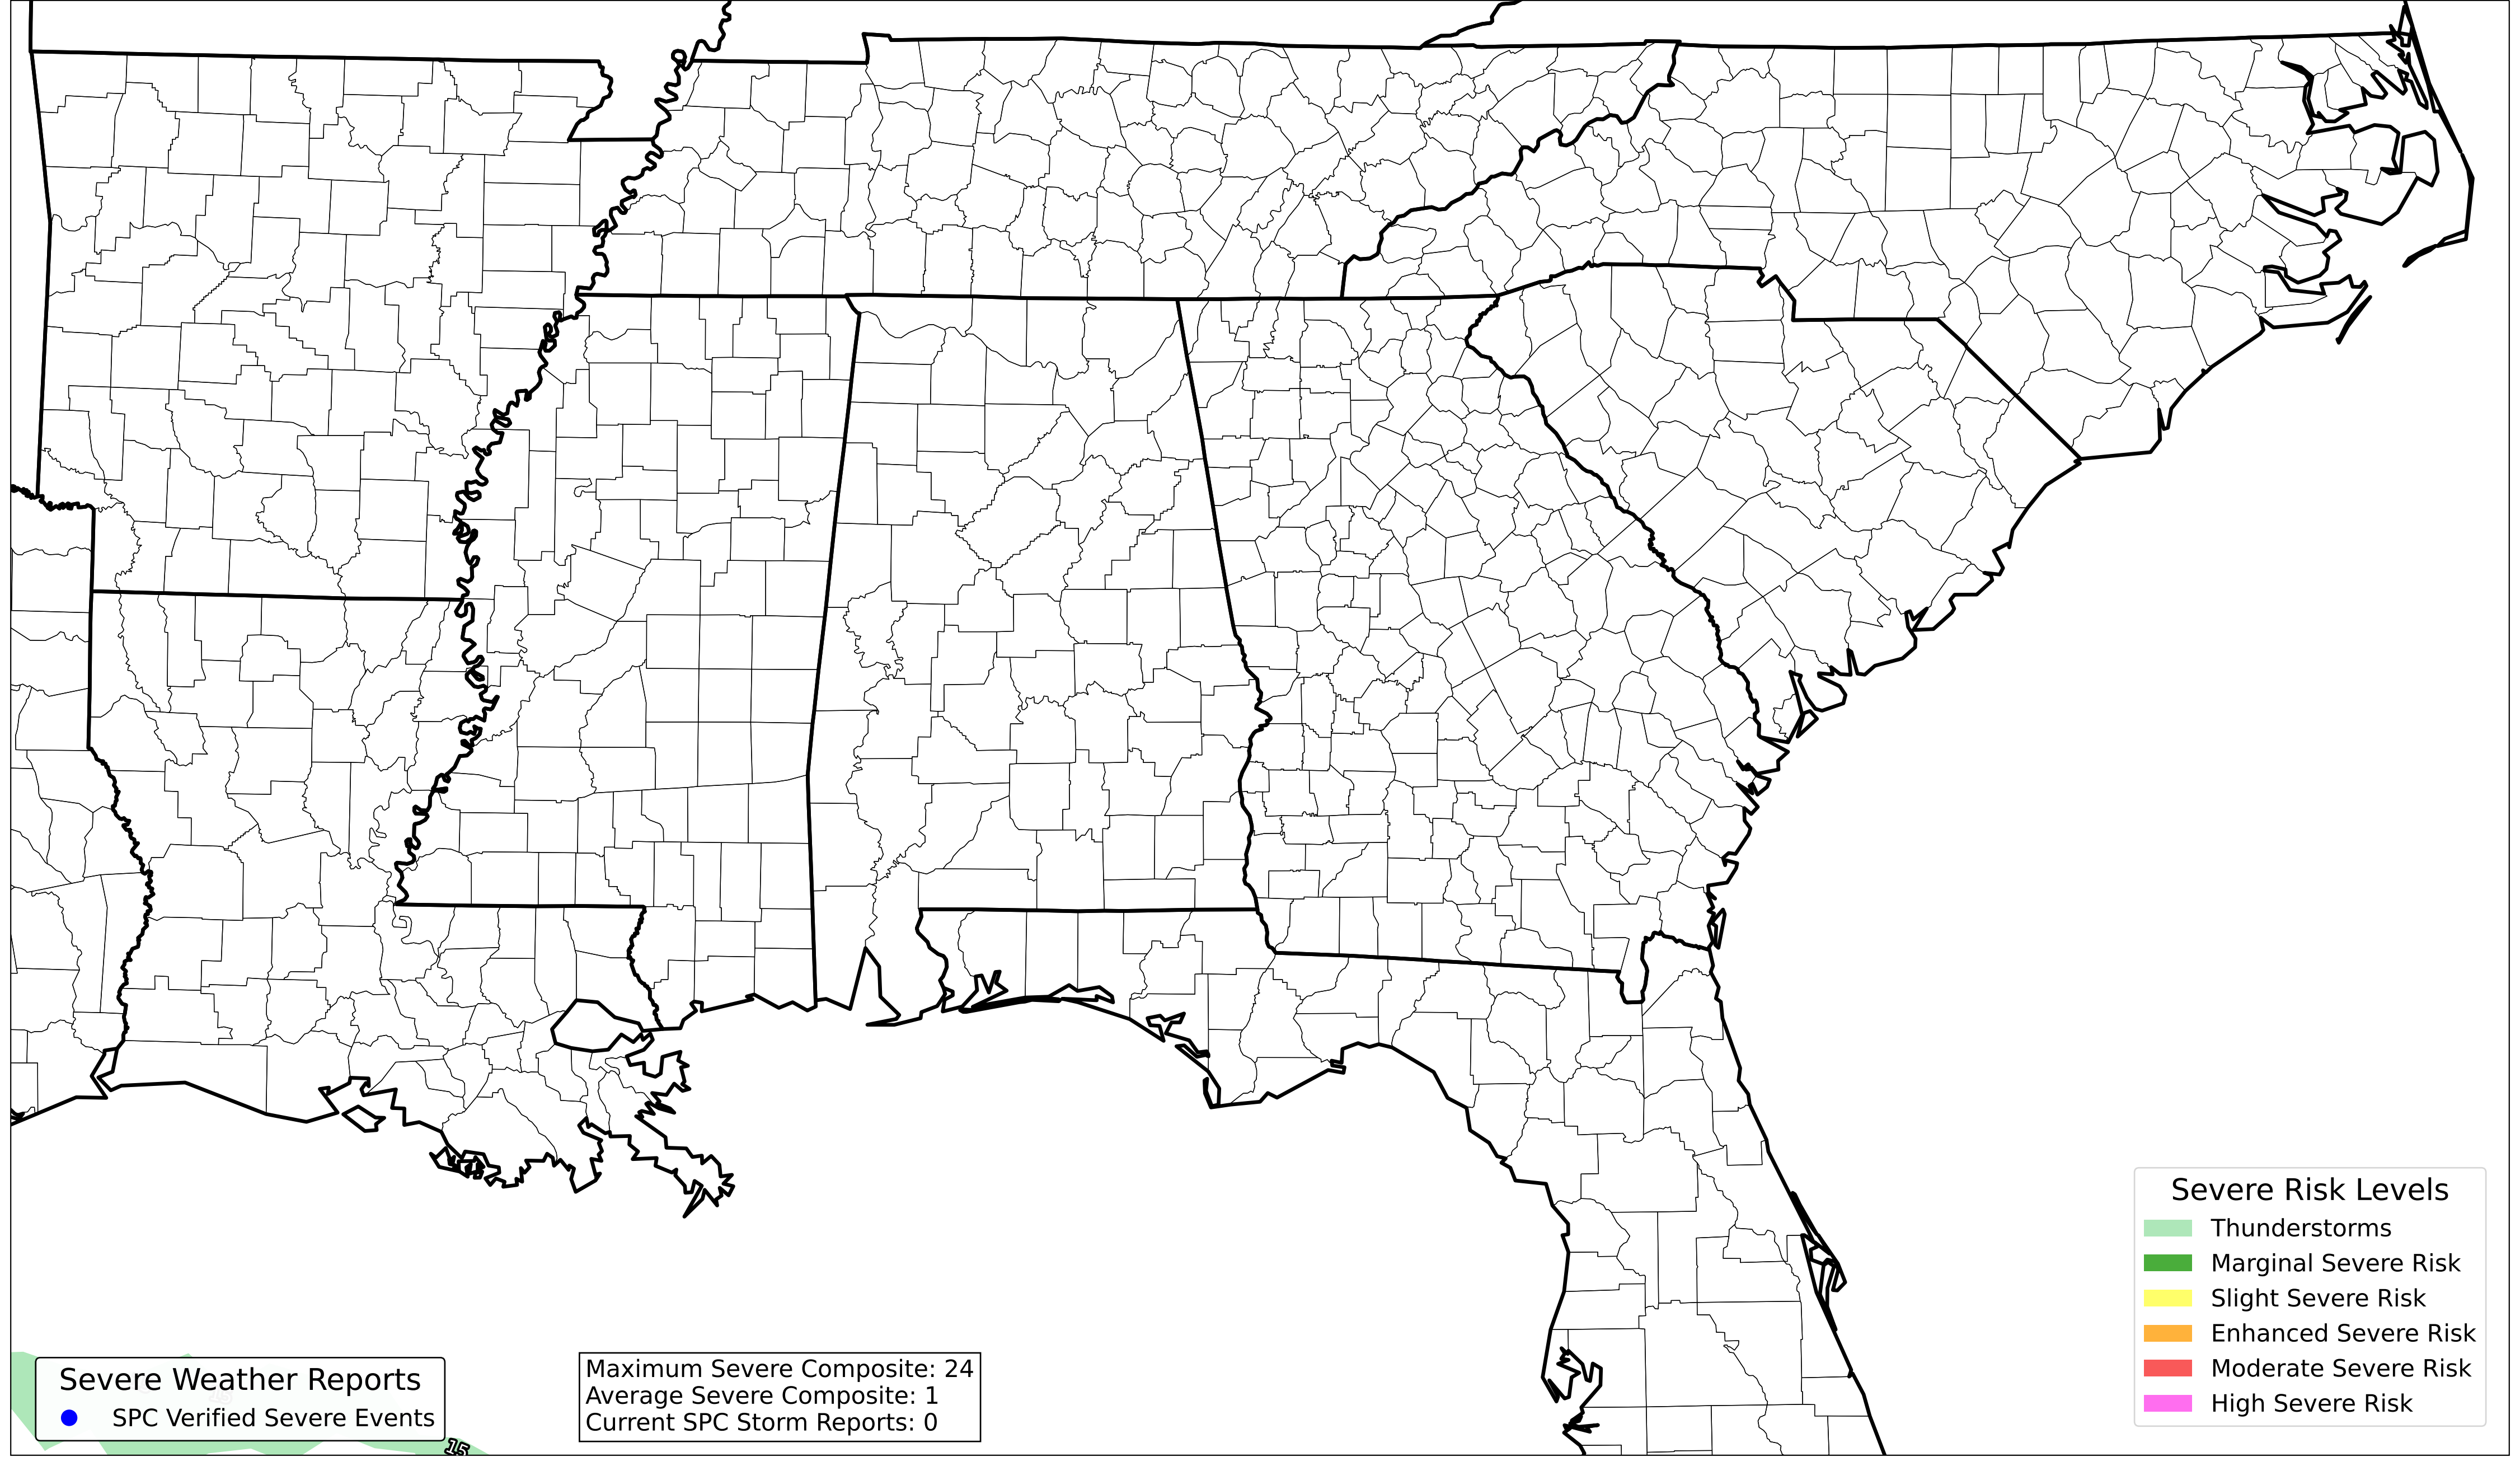 Severe Risk Levels
Thunderstorms
Marginal Severe Risk
Slight Severe Risk
Enhanced Severe Risk
Moderate Severe Risk
High Severe Risk
Severe Weather Reports
SPC Verified Severe Events
Maximum Severe Composite: 24
Average Severe Composite: 1
Current SPC Storm Reports: 0
15